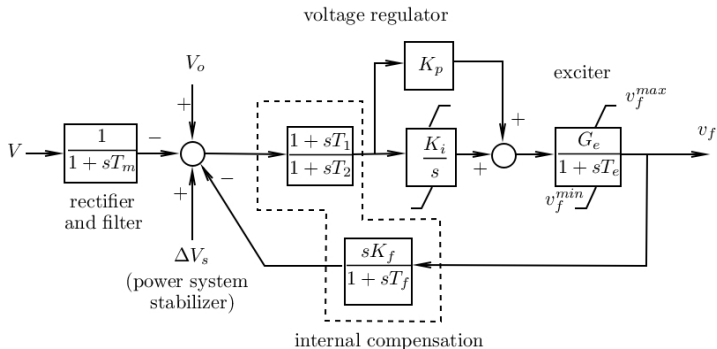 voltage regulator
K_p
exciter
V_o
v_f^{max}
+
+
1
1 + sT_m
V
−
1 + sT_1
1 + sT_2
K_i
s
+
G_e
1 + sT_e
v_f
rectifier
and filter
+
−
v_f^{min}
ΔV_s
(power system
stabilizer)
sK_f
1 + sT_f
internal compensation